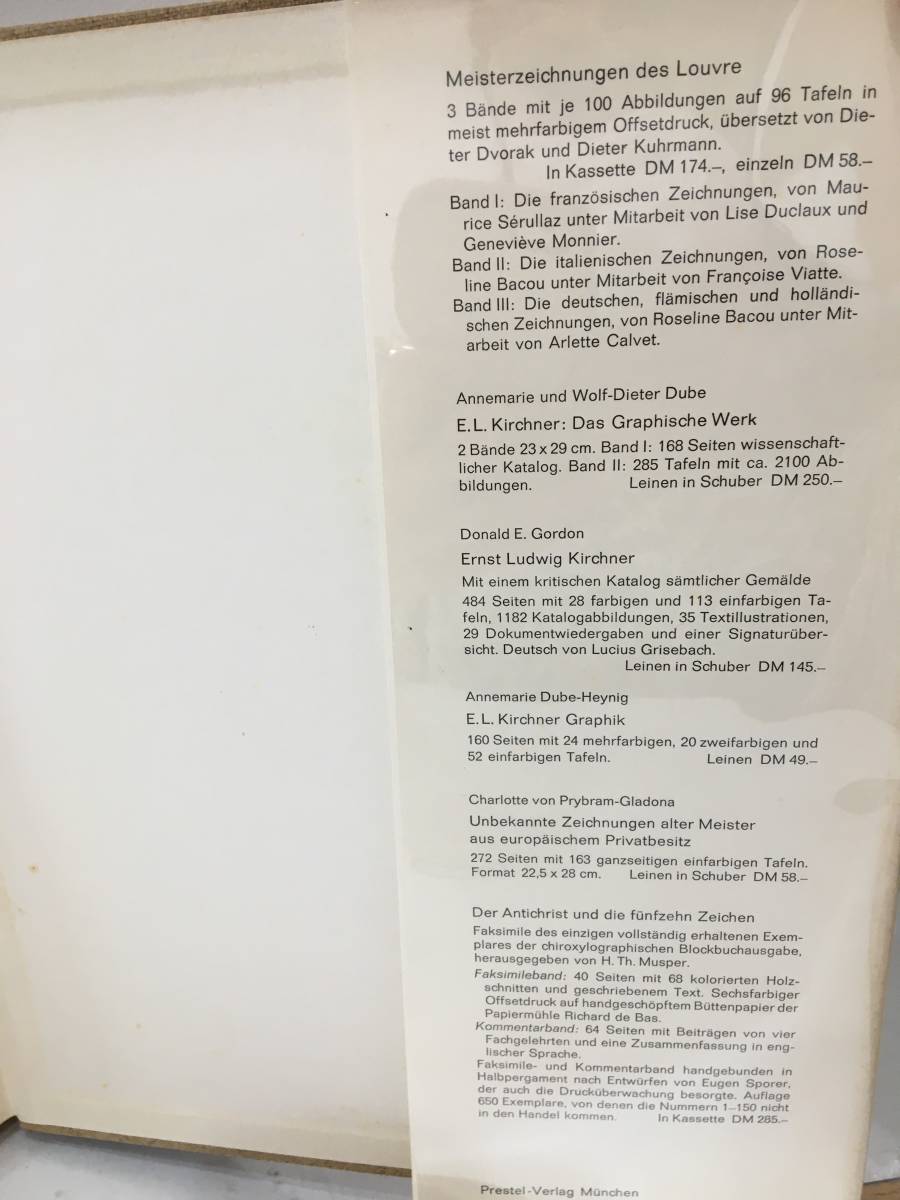 Meisterzeichnungen des Louvre
3 Bände mit je 100 Abbildungen auf 96 Tafeln in
meist mehrfarbigem Offsetdruck, übersetzt von Die-
ter Dvorak und Dieter Kuhrmann.
In Kassette DM 174.–, einzeln DM 58.–
Band I: Die französischen Zeichnungen, von Mau-
rice Sérullaz unter Mitarbeit von Lise Duclaux und
Geneviève Monnier.
Band II: Die italienischen Zeichnungen, von Rose-
line Bacou unter Mitarbeit von Françoise Viatte.
Band III: Die deutschen, flämischen und holländi-
schen Zeichnungen, von Roseline Bacou unter Mit-
arbeit von Arlette Calvet.
Annemarie und Wolf-Dieter Dube
E.L. Kirchner: Das Graphische Werk
2 Bände 23 x 29 cm. Band I: 168 Seiten wissenschaft-
licher Katalog. Band II: 285 Tafeln mit ca. 2100 Ab-
bildungen. Leinen in Schuber DM 250.–
Donald E. Gordon
Ernst Ludwig Kirchner
Mit einem kritischen Katalog sämtlicher Gemälde
484 Seiten mit 28 farbigen und 113 einfarbigen Ta-
feln, 1182 Katalogabbildungen, 35 Textillustrationen,
29 Dokumentwiedergaben und einer Signaturüber-
sicht. Deutsch von Lucius Grisebach.
Leinen in Schuber DM 145.–
Annemarie Dube-Heynig
E.L. Kirchner Graphik
160 Seiten mit 24 mehrfarbigen, 20 zweifarbigen und
52 einfarbigen Tafeln. Leinen DM 49.–
Charlotte von Prybram-Gladona
Unbekannte Zeichnungen alter Meister
aus europäischem Privatbesitz
272 Seiten mit 163 ganzseitigen einfarbigen Tafeln.
Format 22,5 x 28 cm. Leinen in Schuber DM 58.–
Der Antichrist und die fünfzehn Zeichen
Faksimile des einzigen vollständig erhaltenen Exem-
plares der chiroxylographischen Blockbuchausgabe,
herausgegeben von H. Th. Musper.
Faksimileband: 40 Seiten mit 68 kolorierten Holz-
schnitten und geschriebenem Text. Sechsfarbiger
Offsetdruck auf handgeschöpftem Büttenpapier der
Papiermühle Richard de Bas.
Kommentarband: 64 Seiten mit Beiträgen von vier
Fachgelehrten und eine Zusammenfassung in eng-
lischer Sprache.
Faksimile- und Kommentarband handgebunden in
Halbpergament nach Entwürfen von Eugen Sporer,
der auch die Drucküberwachung besorgte. Auflage
650 Exemplare, von denen die Nummern 1–150 nicht
in den Handel kommen. In Kassette DM 285.–
Prestel-Verlag München